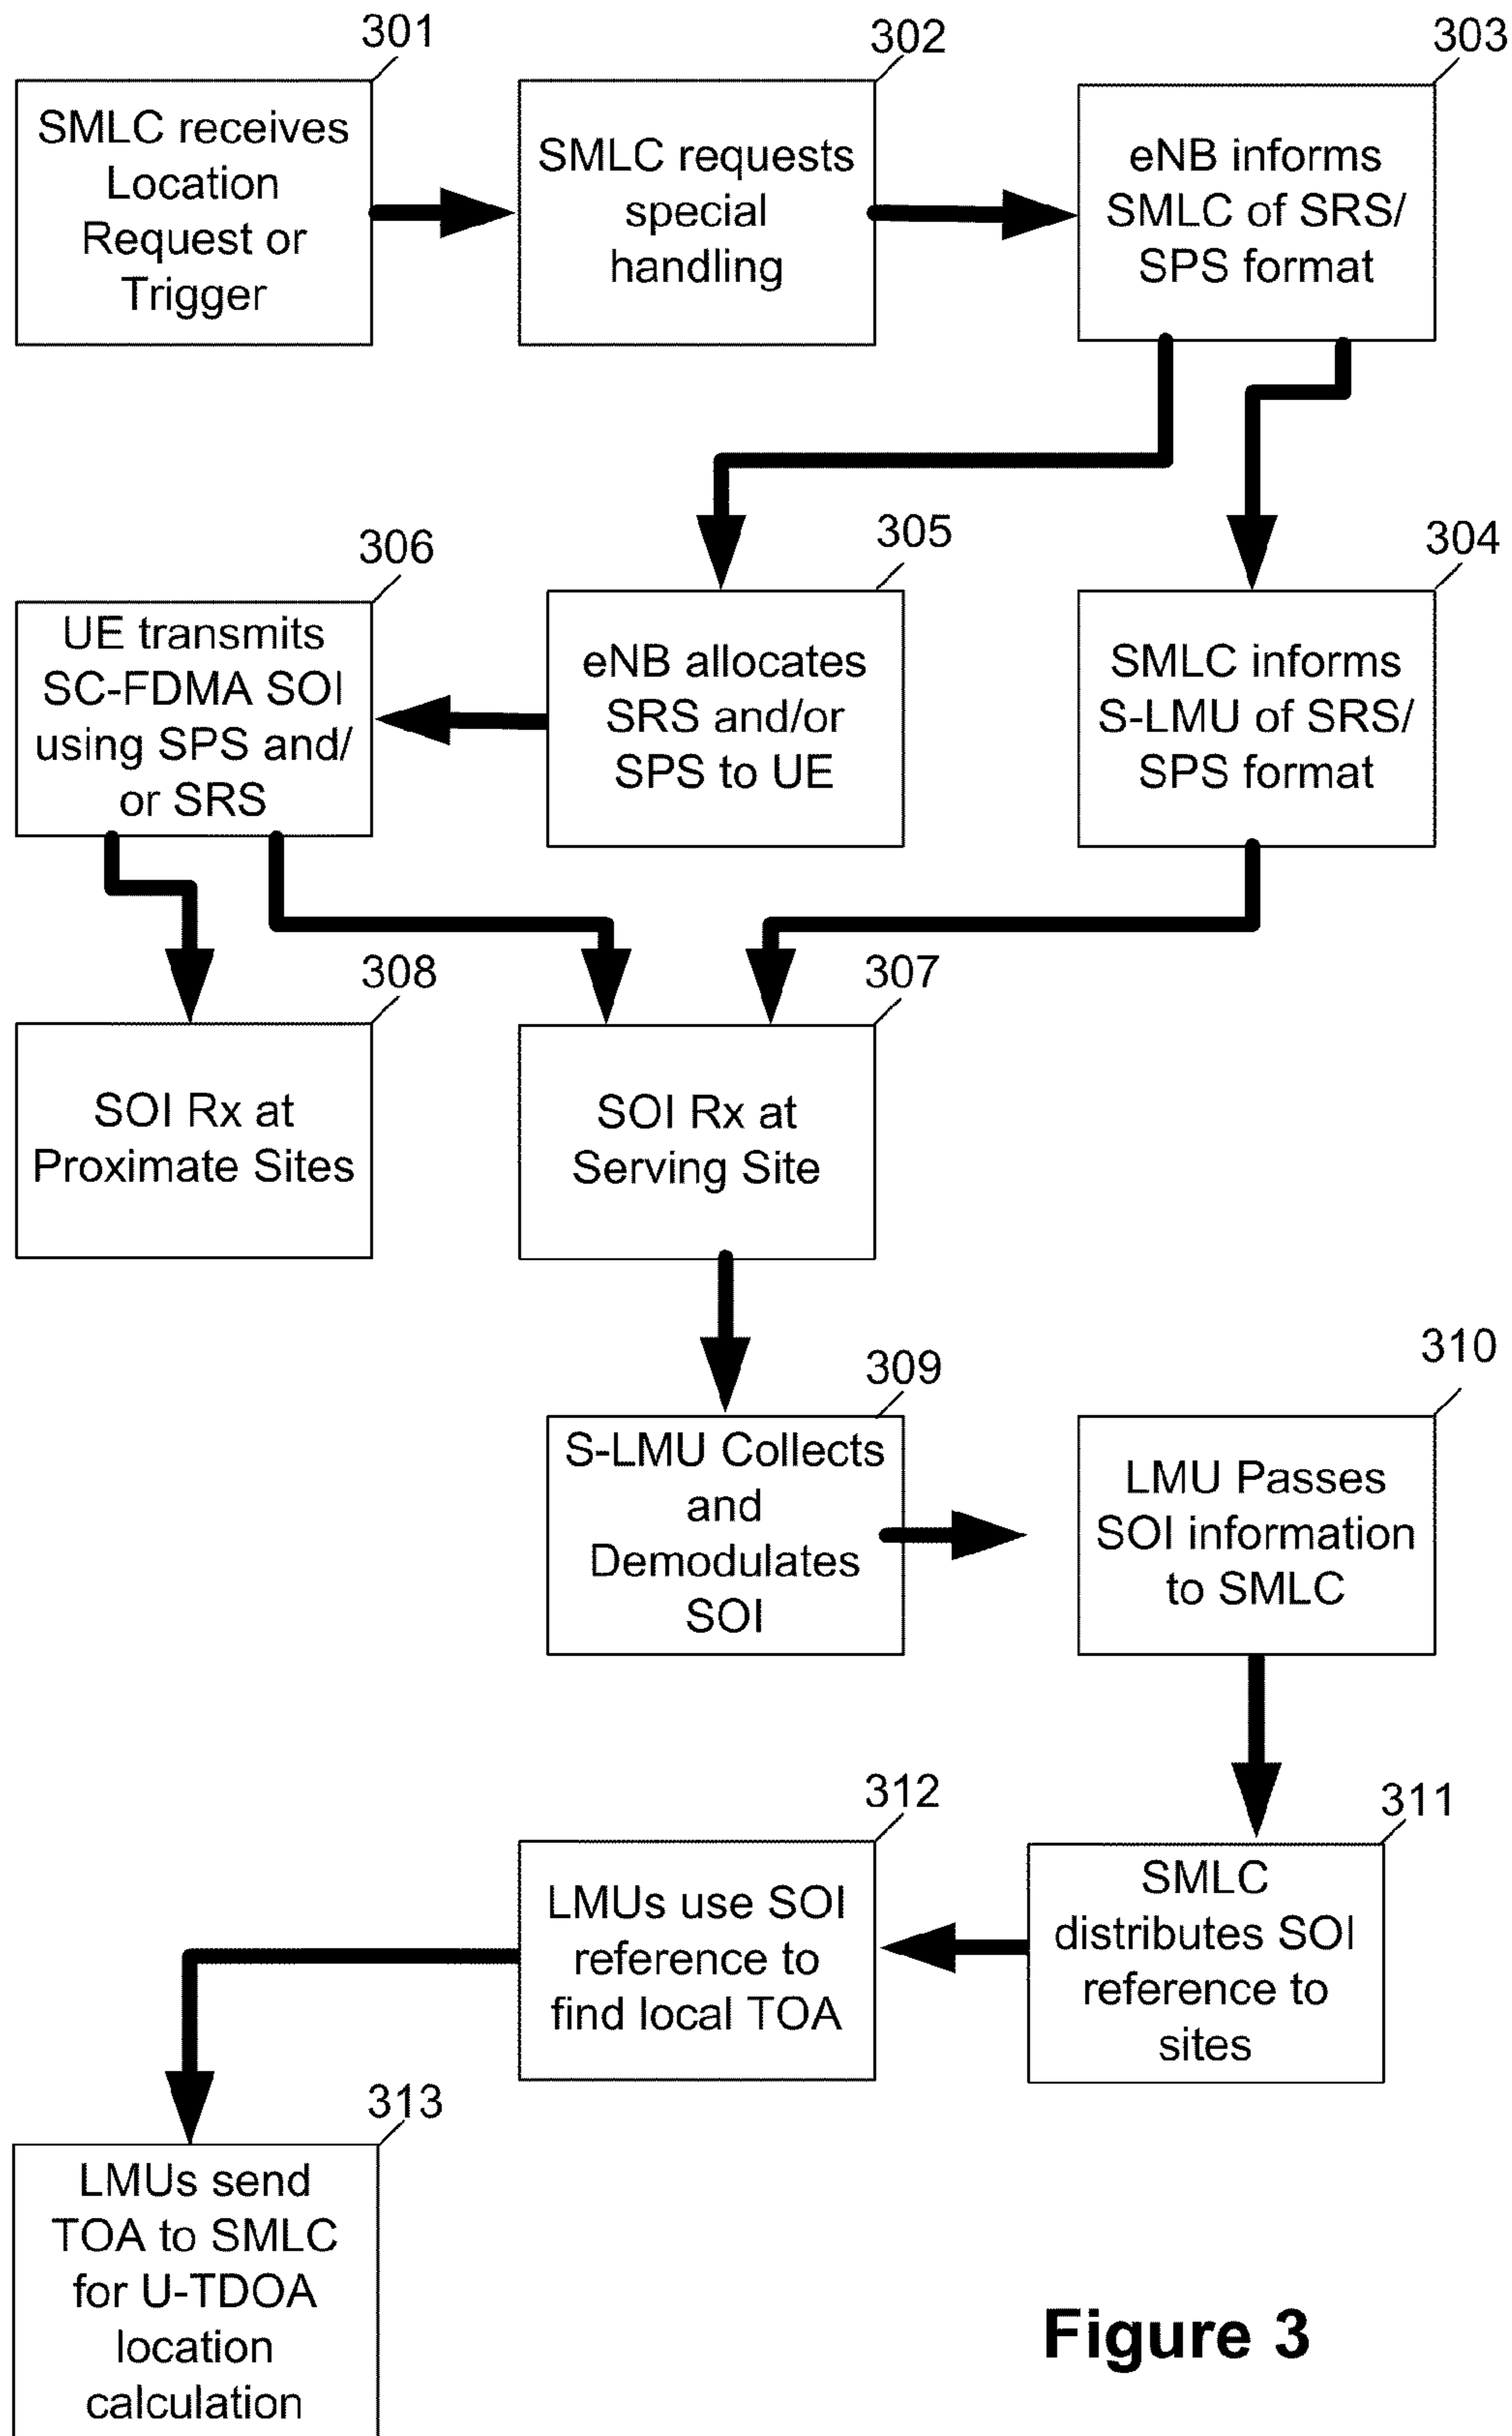 301
SMLC receives
Location
Request or
Trigger
302
SMLC requests
special
handling
303
eNB informs
SMLC of SRS/
SPS format
306
UE transmits
SC-FDMA SOI
using SPS and/
or SRS
305
eNB allocates
SRS and/or
SPS to UE
304
SMLC informs
S-LMU of SRS/
SPS format
308
SOI Rx at
Proximate Sites
307
SOI Rx at
Serving Site
309
S-LMU Collects
and
Demodulates
SOI
310
LMU Passes
SOI information
to SMLC
312
LMUs use SOI
reference to
find local TOA
311
SMLC
distributes SOI
reference to
sites
313
LMUs send
TOA to SMLC
for U-TDOA
location
calculation
Figure 3